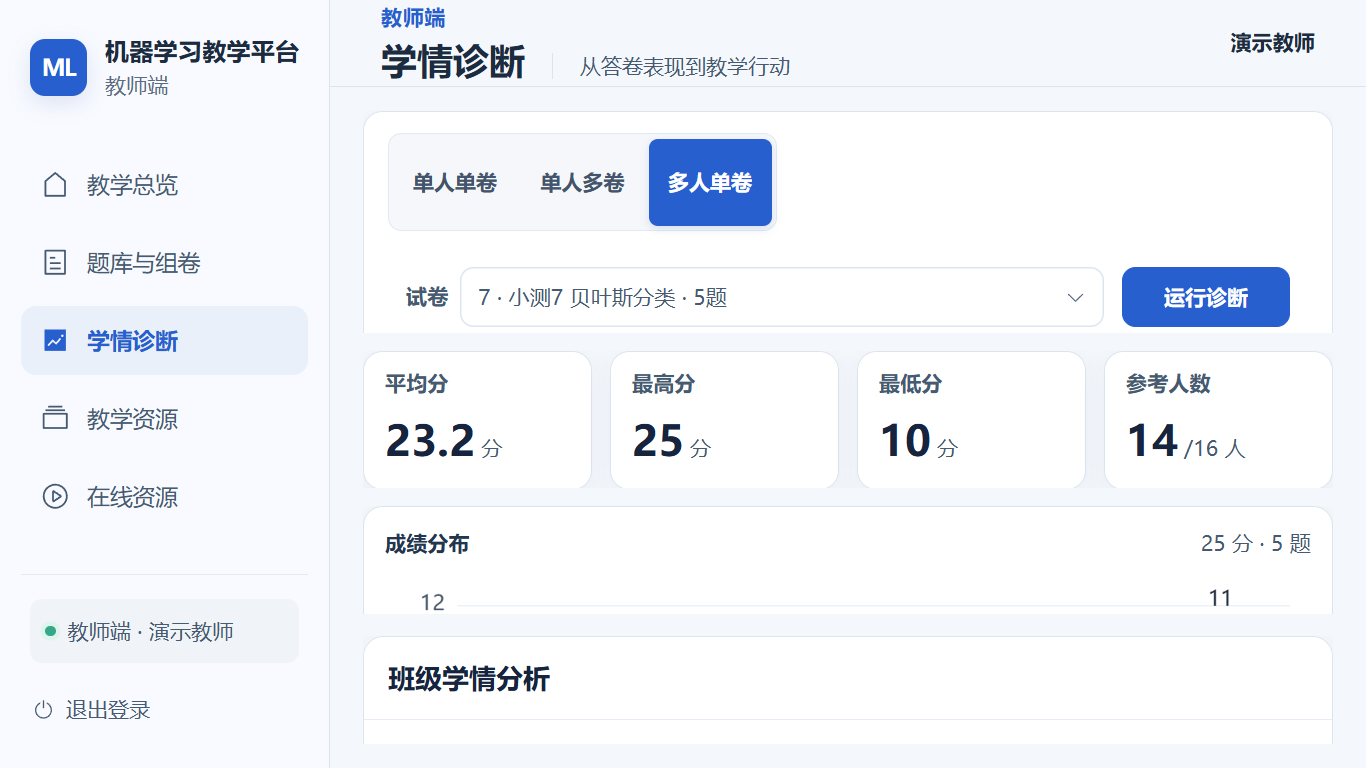 ML
机器学习教学平台
教师端
教学总览
题库与组卷
学情诊断
教学资源
在线资源
教师端 · 演示教师
退出登录
教师端
学情诊断
从答卷表现到教学行动
演示教师
单人单卷
单人多卷
多人单卷
试卷
7 · 小测7 贝叶斯分类 · 5题
运行诊断
平均分
23.2 分
最高分
25 分
最低分
10 分
参考人数
14 /16 人
成绩分布
25 分 · 5 题
12
11
班级学情分析